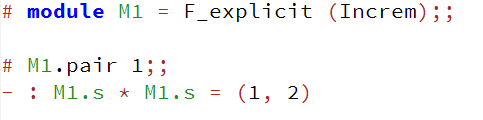 # module M1 = F_explicit (Increm);;
# M1.pair 1;;
- : M1.s * M1.s = (1, 2)